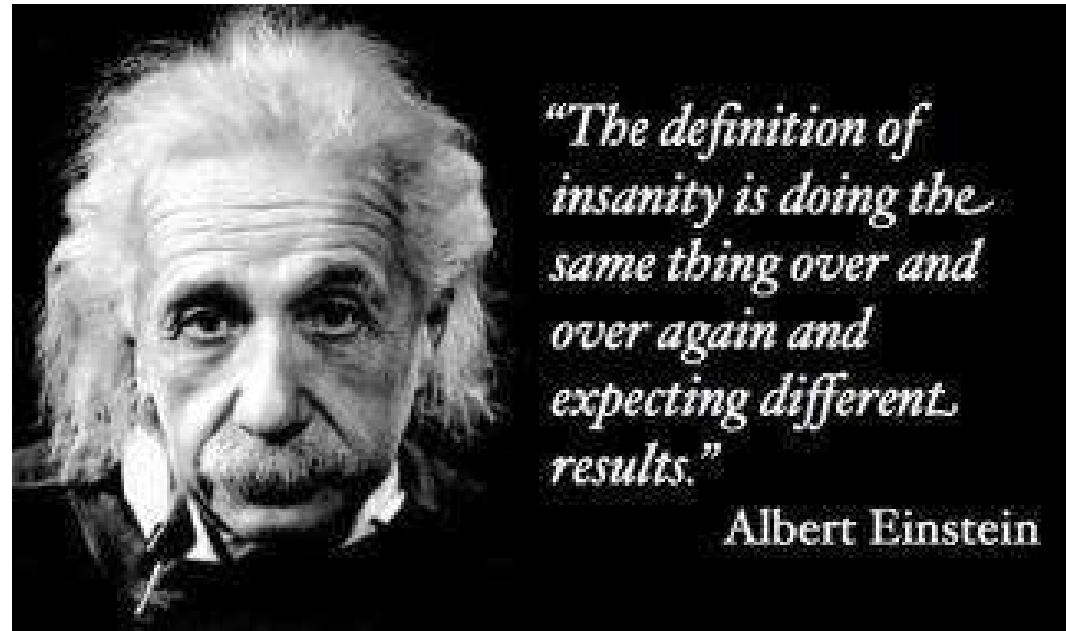 “The definition of
insanity is doing the
same thing over and
over again and
expecting different
results.”
Albert Einstein